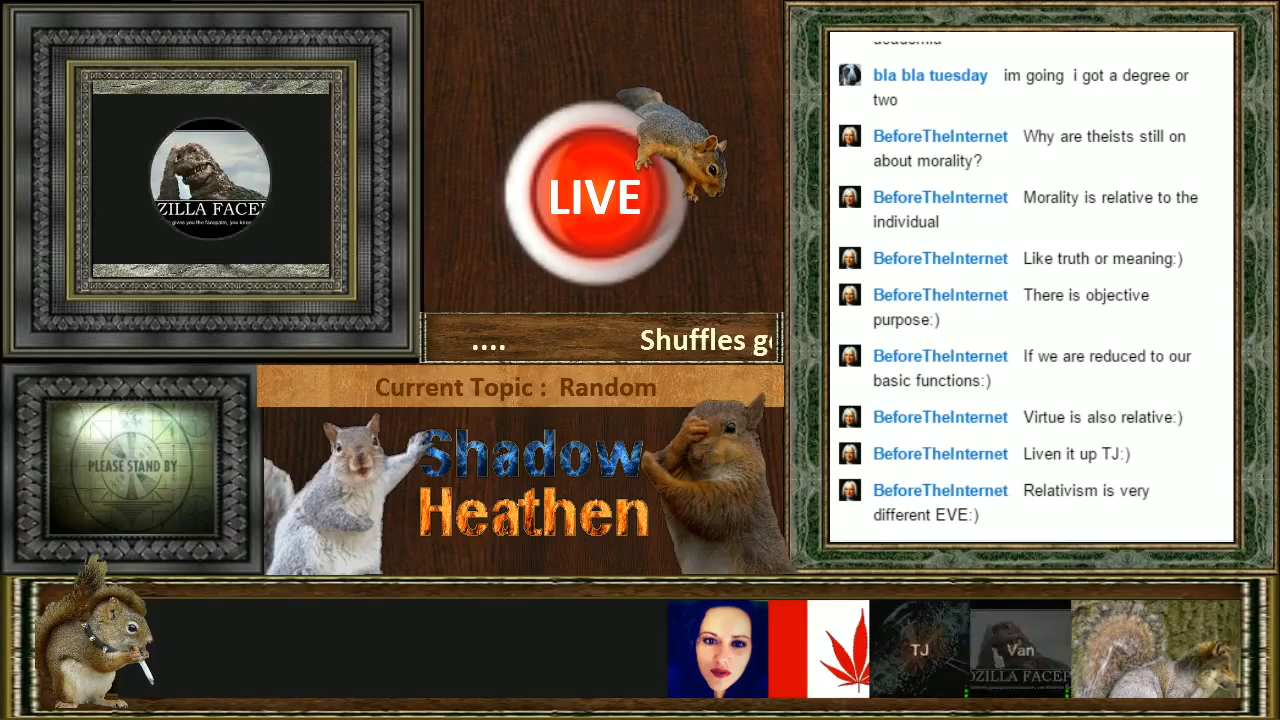 ZILLA FACE
LIVE
.... Shuffles g
Current Topic : Random
PLEASE STAND BY
Shadow
Heathen
bla bla tuesday im going i got a degree or
two
BeforeTheInternet Why are theists still on
about morality?
BeforeTheInternet Morality is relative to the
individual
BeforeTheInternet Like truth or meaning:)
BeforeTheInternet There is objective
purpose:)
BeforeTheInternet If we are reduced to our
basic functions:)
BeforeTheInternet Virtue is also relative:)
BeforeTheInternet Liven it up TJ:)
BeforeTheInternet Relativism is very
different EVE:)
TJ
Van
DZILLA FACEP